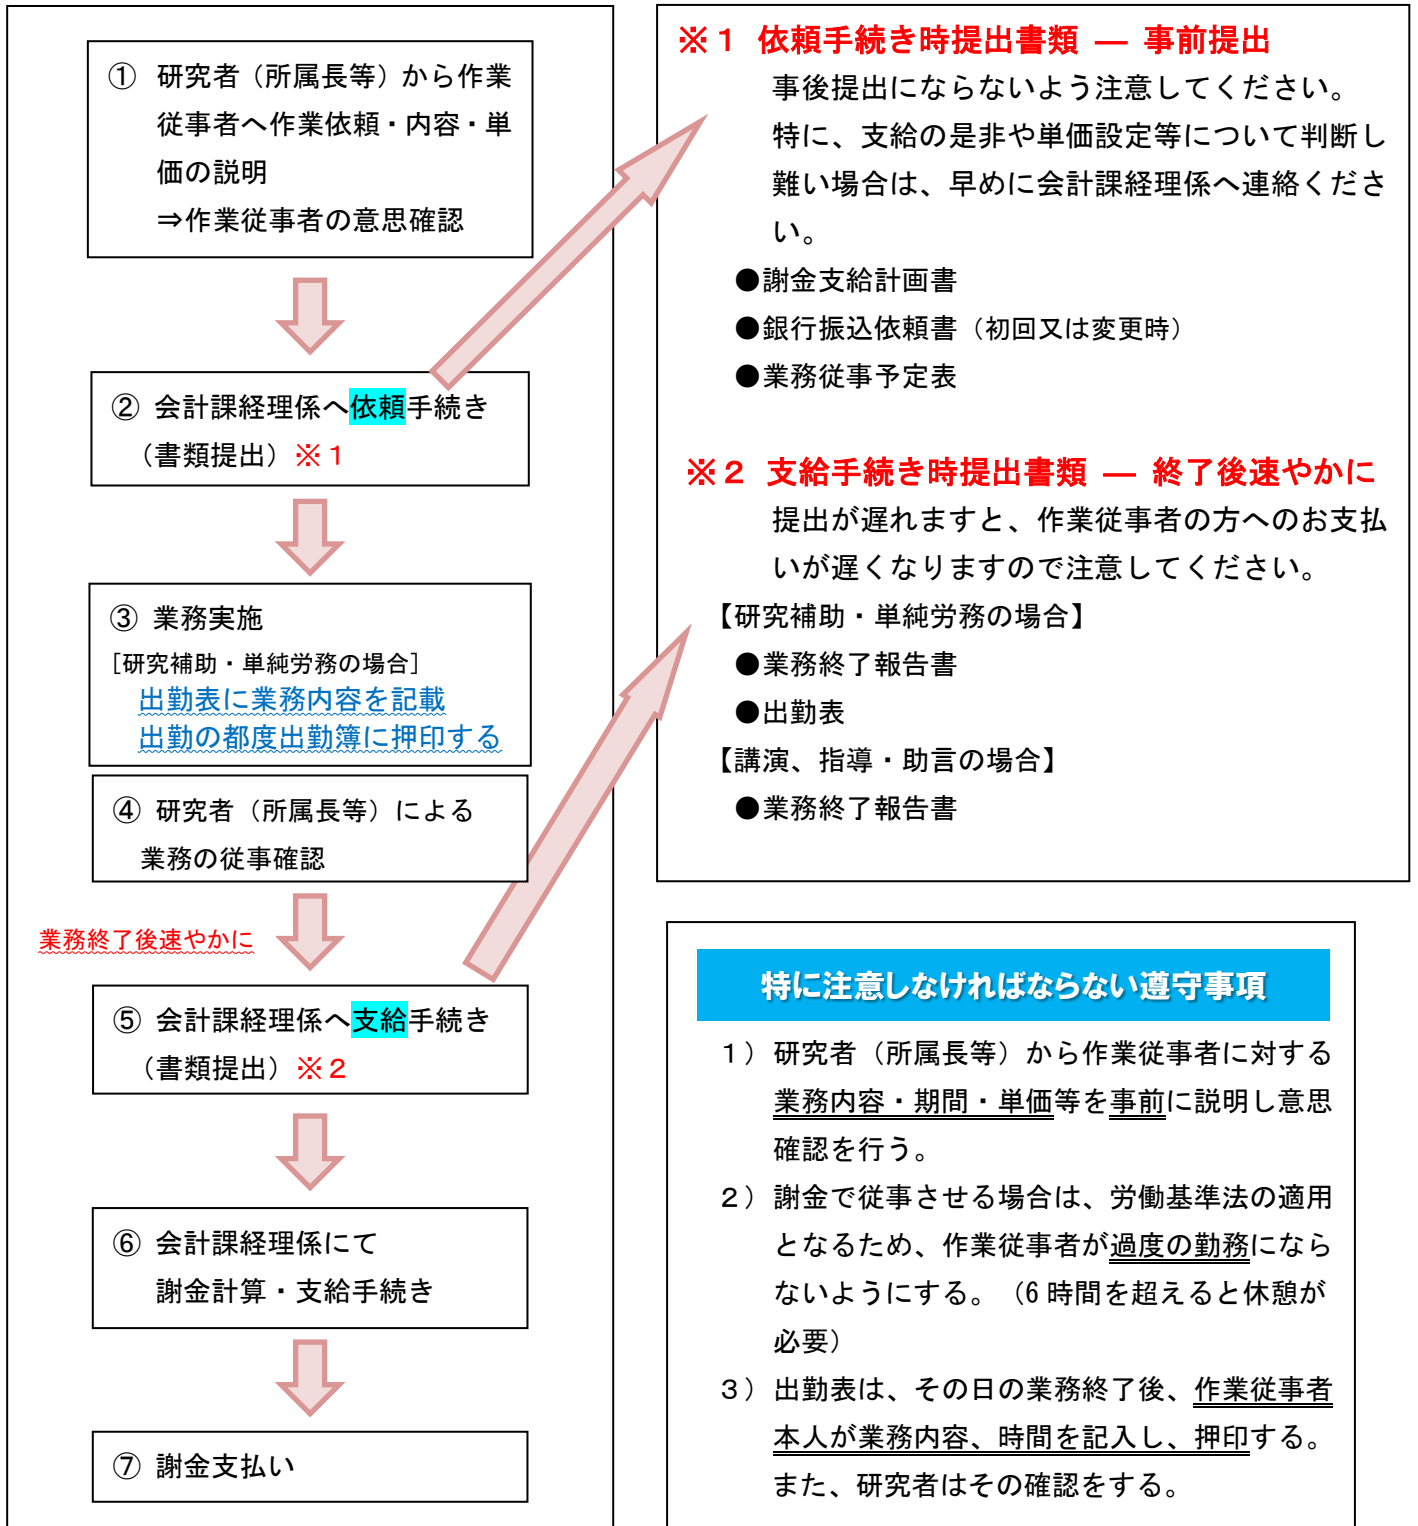 ① 研究者（所属長等）から作業
従事者へ作業依頼・内容・単
価の説明
⇒作業従事者の意思確認
② 会計課経理係へ依頼手続き
（書類提出）※１
③ 業務実施
［研究補助・単純労務の場合］
出勤表に業務内容を記載
出勤の都度出勤簿に押印する
④ 研究者（所属長等）による
業務の従事確認
業務終了後速やかに
⑤ 会計課経理係へ支給手続き
（書類提出）※２
⑥ 会計課経理係にて
謝金計算・支給手続き
⑦ 謝金支払い
※１ 依頼手続き時提出書類 ― 事前提出
事後提出にならないよう注意してください。
特に、支給の是非や単価設定等について判断し
難い場合は、早めに会計課経理係へ連絡くださ
い。
●謝金支給計画書
●銀行振込依頼書（初回又は変更時）
●業務従事予定表
※２ 支給手続き時提出書類 ― 終了後速やかに
提出が遅れますと、作業従事者の方へのお支払
いが遅くなりますので注意してください。
【研究補助・単純労務の場合】
●業務終了報告書
●出勤表
【講演、指導・助言の場合】
●業務終了報告書
特に注意しなければならない遵守事項
１）研究者（所属長等）から作業従事者に対する
業務内容・期間・単価等を事前に説明し意思
確認を行う。
２）謝金で従事させる場合は、労働基準法の適用
となるため、作業従事者が過度の勤務になら
ないようにする。（6 時間を超えると休憩が
必要）
３）出勤表は、その日の業務終了後、作業従事者
本人が業務内容、時間を記入し、押印する。
また、研究者はその確認をする。